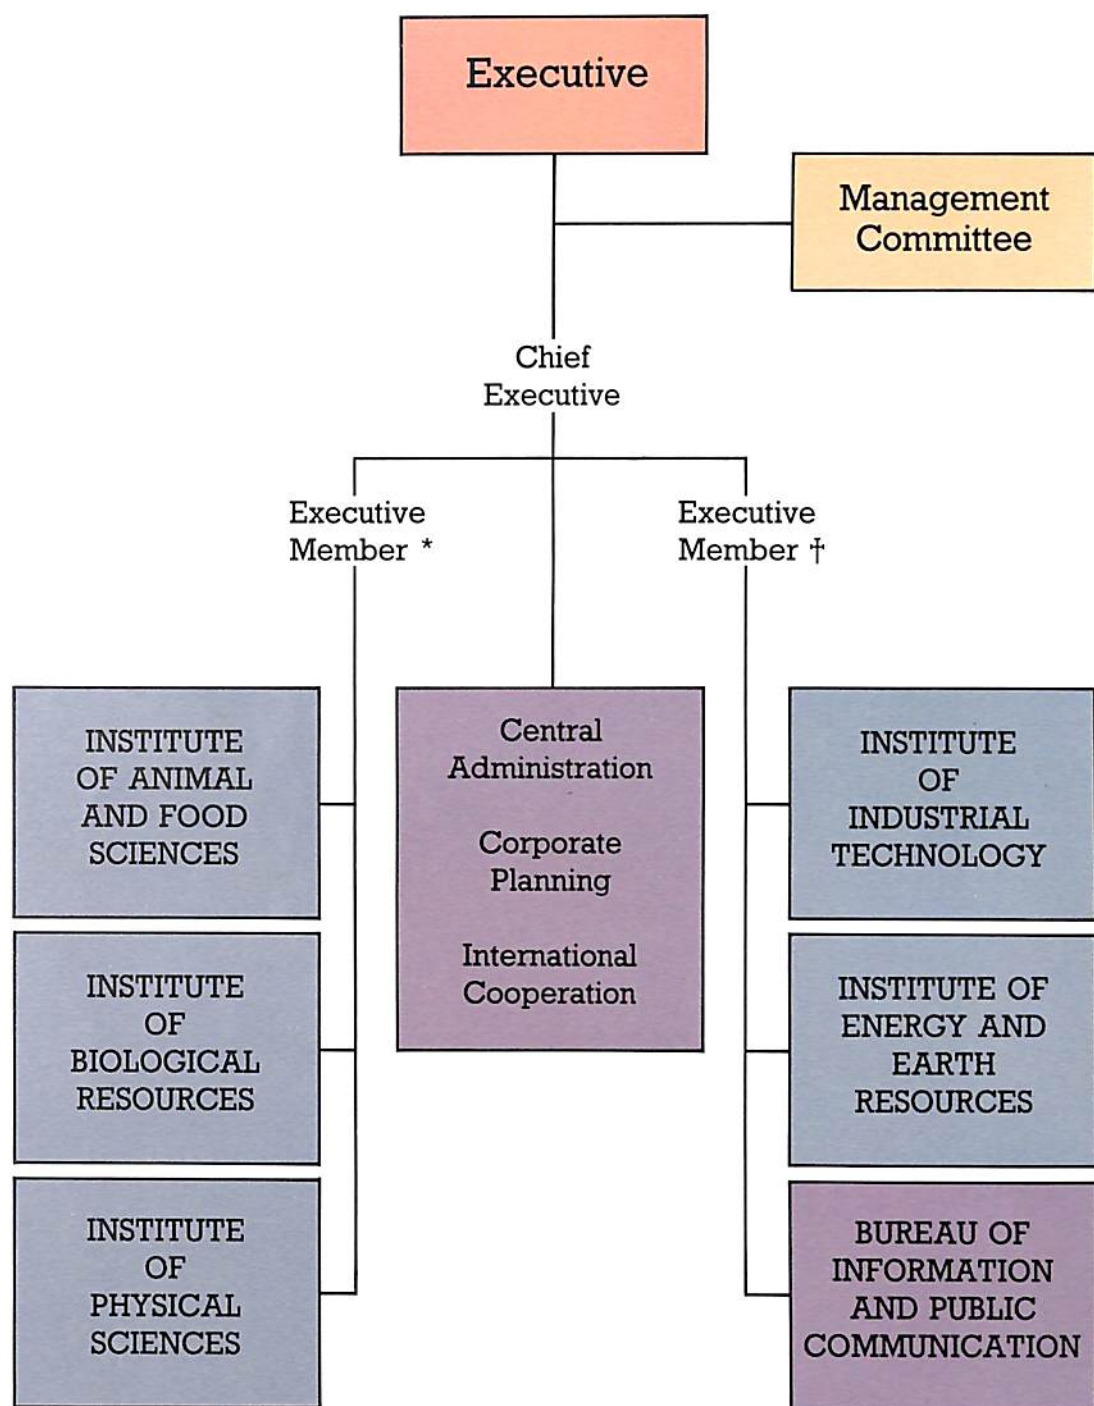 Executive
Management
Committee
Chief
Executive
Executive
Member *
Executive
Member †
INSTITUTE
OF ANIMAL
AND FOOD
SCIENCES
Central
Administration
Corporate
Planning
International
Cooperation
INSTITUTE
OF
INDUSTRIAL
TECHNOLOGY
INSTITUTE
OF
BIOLOGICAL
RESOURCES
INSTITUTE OF
ENERGY AND
EARTH
RESOURCES
INSTITUTE
OF
PHYSICAL
SCIENCES
BUREAU OF
INFORMATION
AND PUBLIC
COMMUNICATION